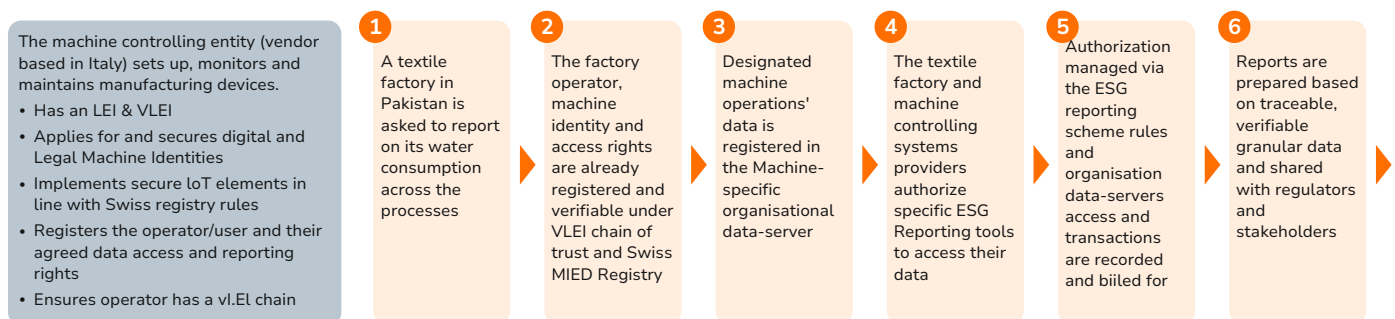 The machine controlling entity (vendor
based in Italy) sets up, monitors and
maintains manufacturing devices.
• Has an LEI & VLEI
• Applies for and secures digital and
Legal Machine Identities
• Implements secure IoT elements in
line with Swiss registry rules
• Registers the operator/user and their
agreed data access and reporting
rights
• Ensures operator has a vI.EI chain
1
A textile
factory in
Pakistan is
asked to report
on its water
consumption
across the
processes
2
The factory
operator,
machine
identity and
access rights
are already
registered and
verifiable under
VLEI chain of
trust and Swiss
MIED Registry
3
Designated
machine
operations'
data is
registered in
the Machine-
specific
organisational
data-server
4
The textile
factory and
machine
controlling
systems
providers
authorize
specific ESG
Reporting tools
to access their
data
5
Authorization
managed via
the ESG
reporting
scheme rules
and
organisation
data-servers
access and
transactions
are recorded
and biiled for
6
Reports are
prepared based
on traceable,
verifiable
granular data
and shared
with regulators
and
stakeholders